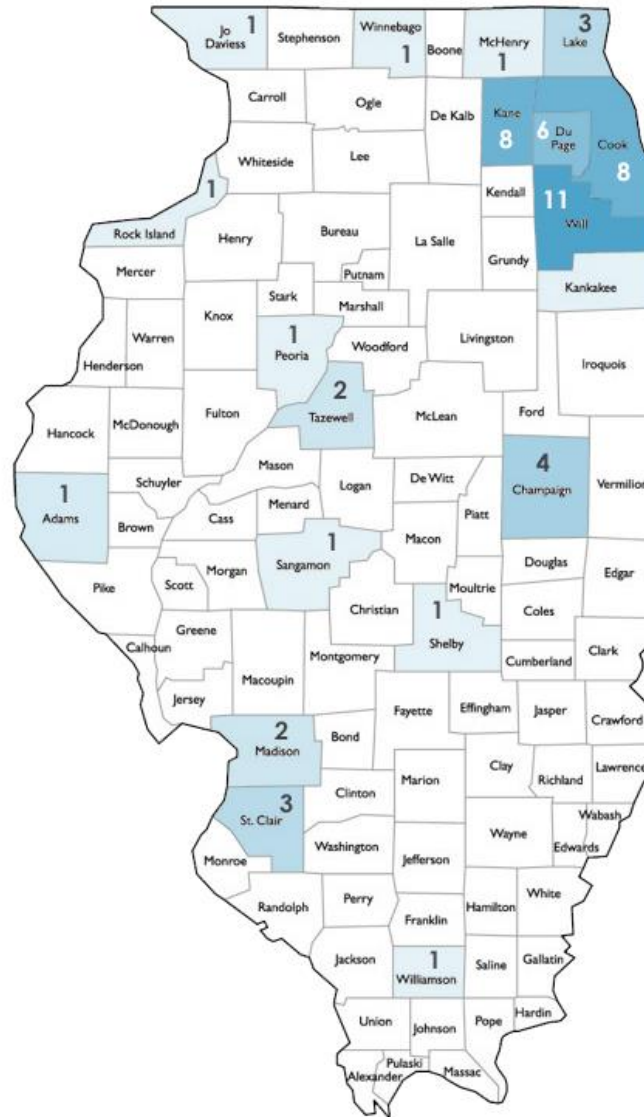 Jo
Daviess
1
Stephenson
Winnebago
1
Boone
McHenry
1
3
Lake
Carroll
Ogle
De Kalb
Kane
8
6
Du
Page
Cook
8
Whiteside
Lee
1
Rock Island
Kendall
11
Will
Henry
Bureau
La Salle
Grundy
Putnam
Kankakee
Mercer
Stark
Marshall
Knox
Warren
Henderson
1
Peoria
Woodford
Livingston
Iroquois
2
Tazewell
McLean
Ford
Hancock
McDonough
Fulton
Mason
Schuyler
Logan
De Witt
4
Champaign
Vermilion
1
Adams
Brown
Cass
Menard
Piatt
Macon
1
Sangamon
Douglas
Edgar
Pike
Scott
Morgan
Christian
Moultrie
Coles
1
Shelby
Greene
Calhoun
Montgomery
Cumberland
Clark
Jersey
Macoupin
Fayette
Effingham
Jasper
Crawford
2
Madison
Bond
Clay
Richland
Lawrence
Marion
3
St. Clair
Clinton
Wabash
Wayne
Edwards
Monroe
Washington
Jefferson
Randolph
Perry
Hamilton
White
Franklin
1
Williamson
Jackson
Saline
Gallatin
Union
Johnson
Pope
Hardin
Pulaski
Alexander
Massac